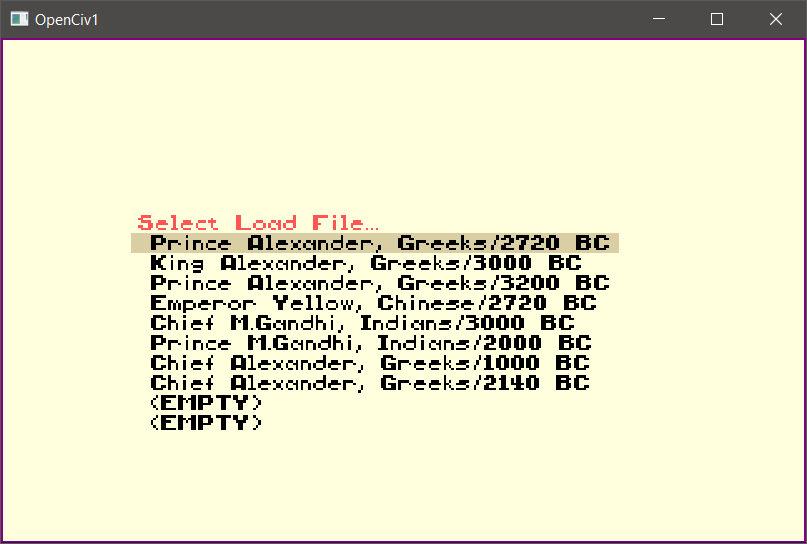 OpenCiv1
Select Load File...
Prince Alexander, Greeks/2720 BC
King Alexander, Greeks/3000 BC
Prince Alexander, Greeks/3200 BC
Emperor Yellow, Chinese/2720 BC
Chief M.Gandhi, Indians/3000 BC
Prince M.Gandhi, Indians/2000 BC
Chief Alexander, Greeks/1000 BC
Chief Alexander, Greeks/2140 BC
(EMPTY)
(EMPTY)